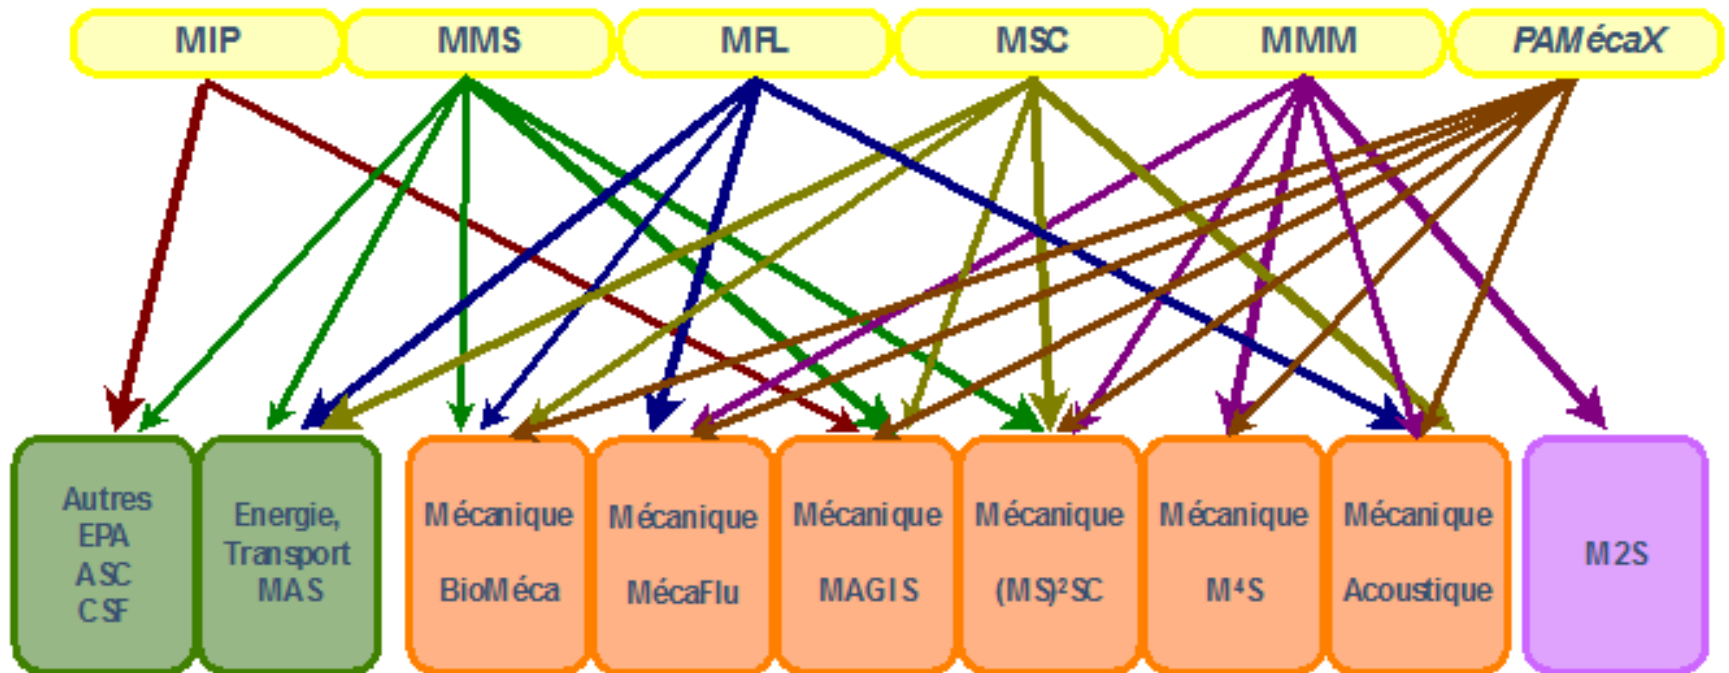 MIP
MMS
MFL
MSC
MMM
PAMécaX
Autres
EPA
ASC
CSF
Energie,
Transport
MAS
Mécanique
BioMéca
Mécanique
MécaFlu
Mécanique
MAGIS
Mécanique
(MS)²SC
Mécanique
M⁴S
Mécanique
Acoustique
M2S